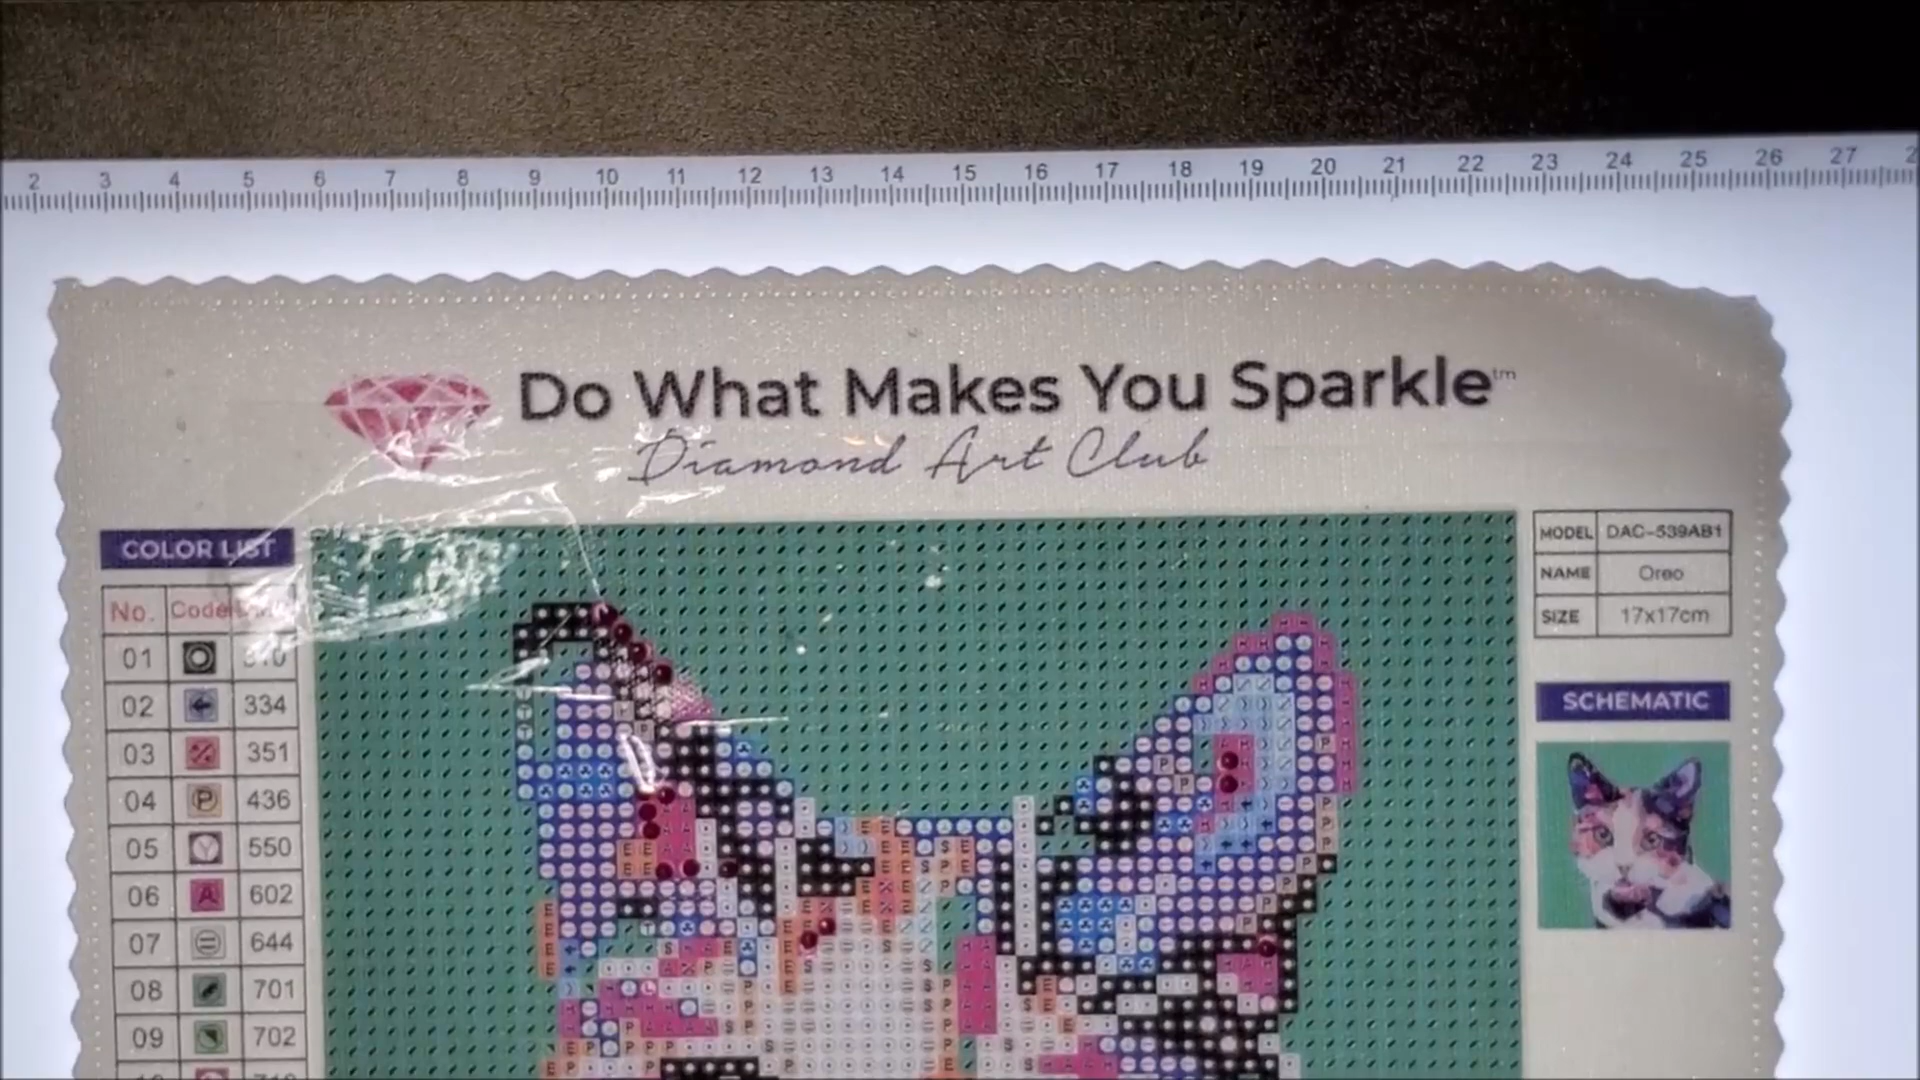 2 3 4 5 6 7 8 9 10 11 12 13 14 15 16 17 18 19 20 21 22 23 24 25 26 27
Do What Makes You Sparkle™
Diamond Art Club
COLOR LIST
No. Code
01 310
02 334
03 351
04 P 436
05 Y 550
06 A 602
07 644
08 701
09 702
MODEL DAC-539AB1
NAME Oreo
SIZE 17x17cm
SCHEMATIC